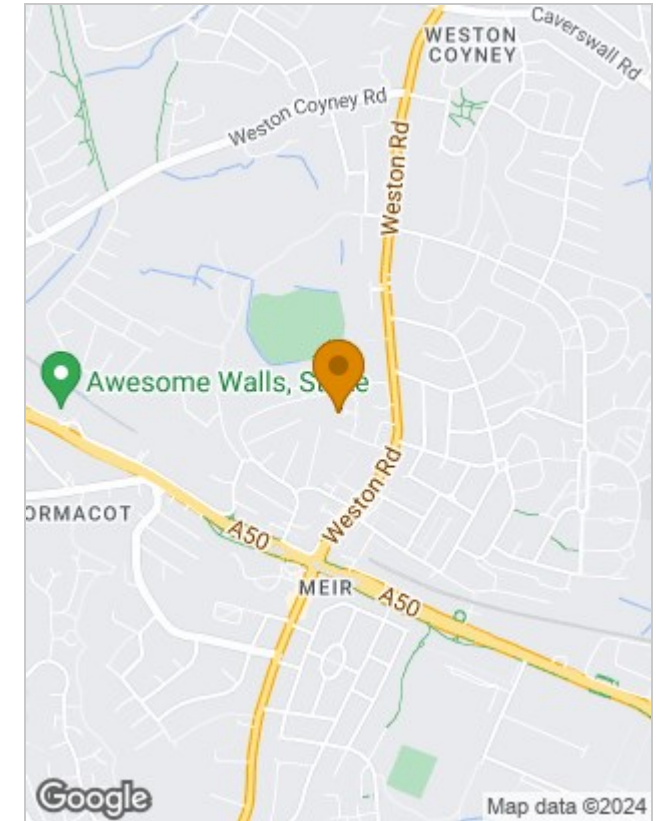 WESTON
COYNEY
Caverswall Rd
Weston Coyney Rd
Weston Rd
Awesome Walls, St ke
Weston Rd
ORMACOT
A50
MEIR
A50
Google
Map data ©2024